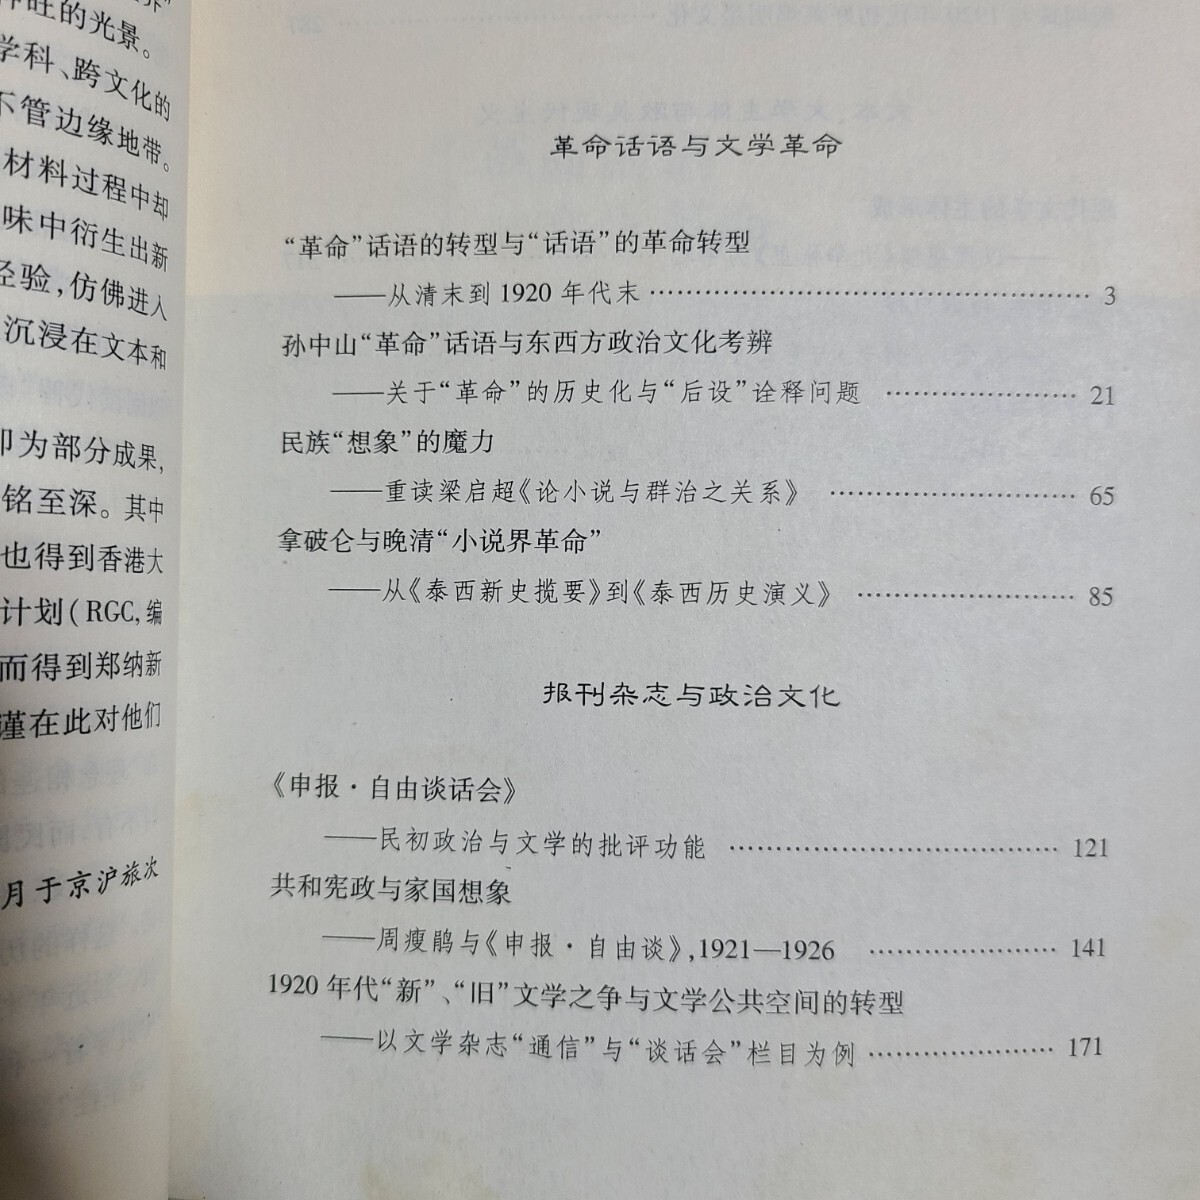 旺的光景。
学科、跨文化的
不管边缘地带。
材料过程中却
味中衍生出新
经验,仿佛进入
沉浸在文本和
即为部分成果,
铭至深。其中
也得到香港大
计划(RGC,编
而得到郑纳新
谨在此对他们
月于京沪旅次
革命话语与文学革命
“革命”话语的转型与“话语”的革命转型
——从清末到1920年代末 …………………………………………… 3
孙中山“革命”话语与东西方政治文化考辨
——关于“革命”的历史化与“后设”诠释问题 ………………… 21
民族“想象”的魔力
——重读梁启超《论小说与群治之关系》 ……………………… 65
拿破仑与晚清“小说界革命”
——从《泰西新史揽要》到《泰西历史演义》 …………………… 85
报刊杂志与政治文化
《申报·自由谈话会》
——民初政治与文学的批评功能 ……………………………… 121
共和宪政与家国想象
——周瘦鹃与《申报·自由谈》,1921—1926 ………………… 141
1920年代“新”、“旧”文学之争与文学公共空间的转型
——以文学杂志“通信”与“谈话会”栏目为例 ………………… 171